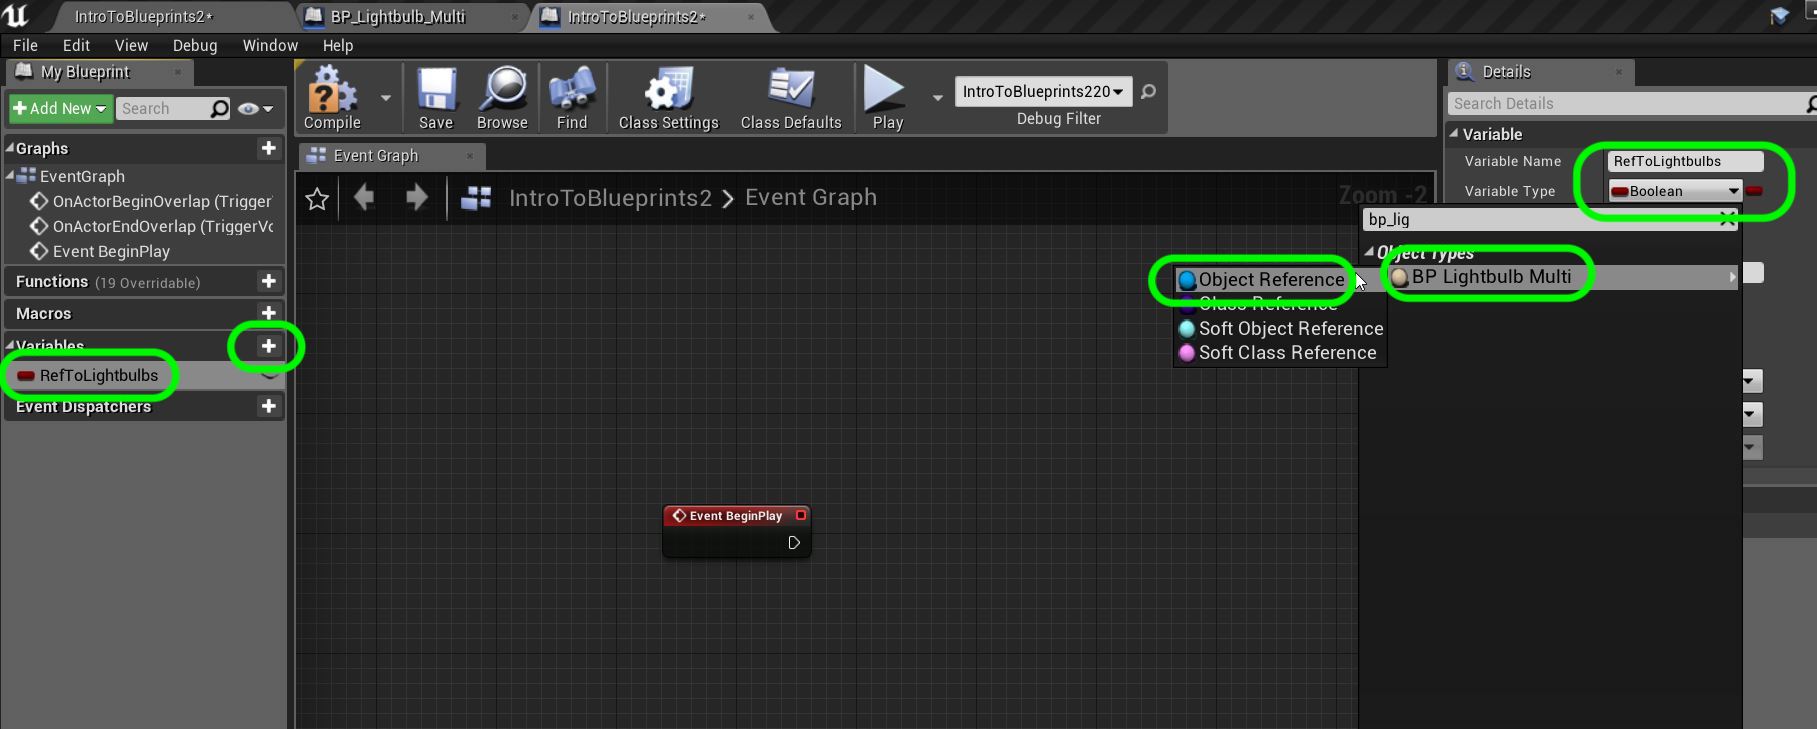 IntroToBlueprints2*
BP_Lightbulb_Multi
IntroToBlueprints2*
File Edit View Debug Window Help
My Blueprint
Add New
Search
Compile
Save
Browse
Find
Class Settings
Class Defaults
Play
IntroToBlueprints220
Debug Filter
Details
Search Details
Graphs
EventGraph
OnActorBeginOverlap (Trigger
OnActorEndOverlap (TriggerVo
Event BeginPlay
Functions (19 Overridable)
Macros
Variables
RefToLightbulbs
Event Dispatchers
Event Graph
IntroToBlueprints2 > Event Graph
Zoom -2
Event BeginPlay
Variable
Variable Name RefToLightbulbs
Variable Type Boolean
bp_lig
Object Types
BP Lightbulb Multi
Object Reference
Class Reference
Soft Object Reference
Soft Class Reference